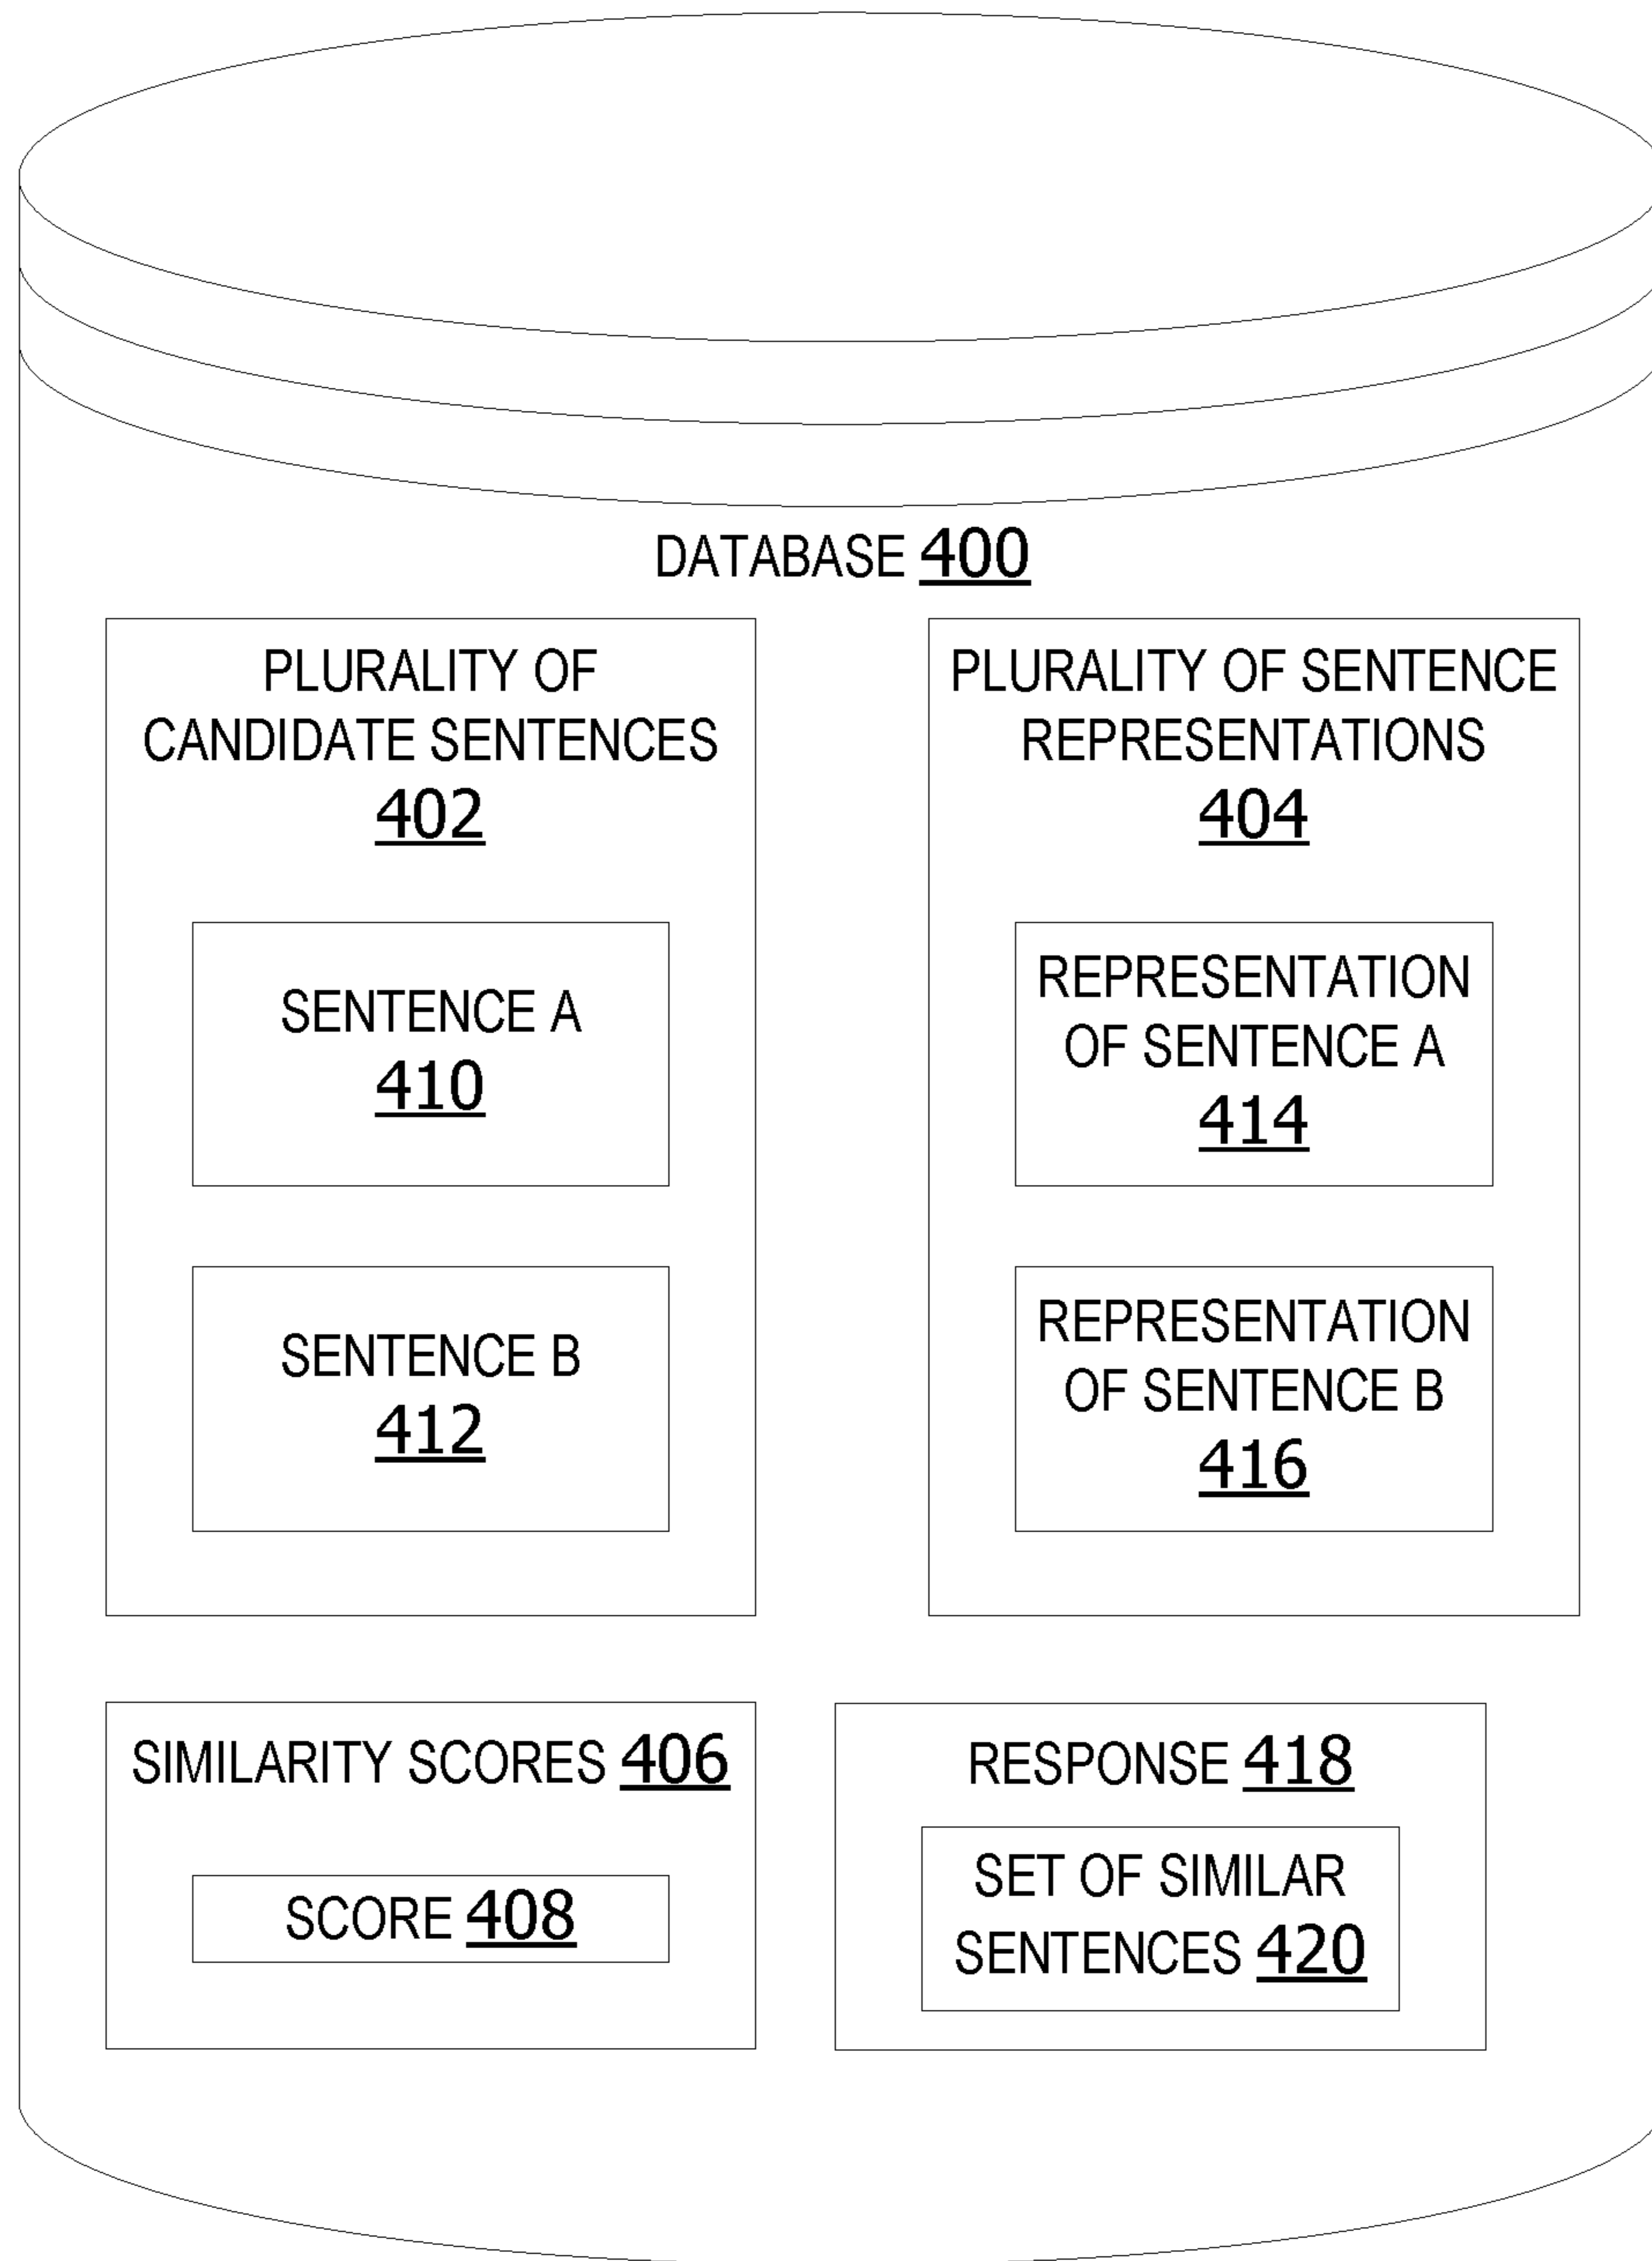 DATABASE 400
PLURALITY OF
CANDIDATE SENTENCES
402
SENTENCE A
410
SENTENCE B
412
PLURALITY OF SENTENCE
REPRESENTATIONS
404
REPRESENTATION
OF SENTENCE A
414
REPRESENTATION
OF SENTENCE B
416
SIMILARITY SCORES 406
SCORE 408
RESPONSE 418
SET OF SIMILAR
SENTENCES 420